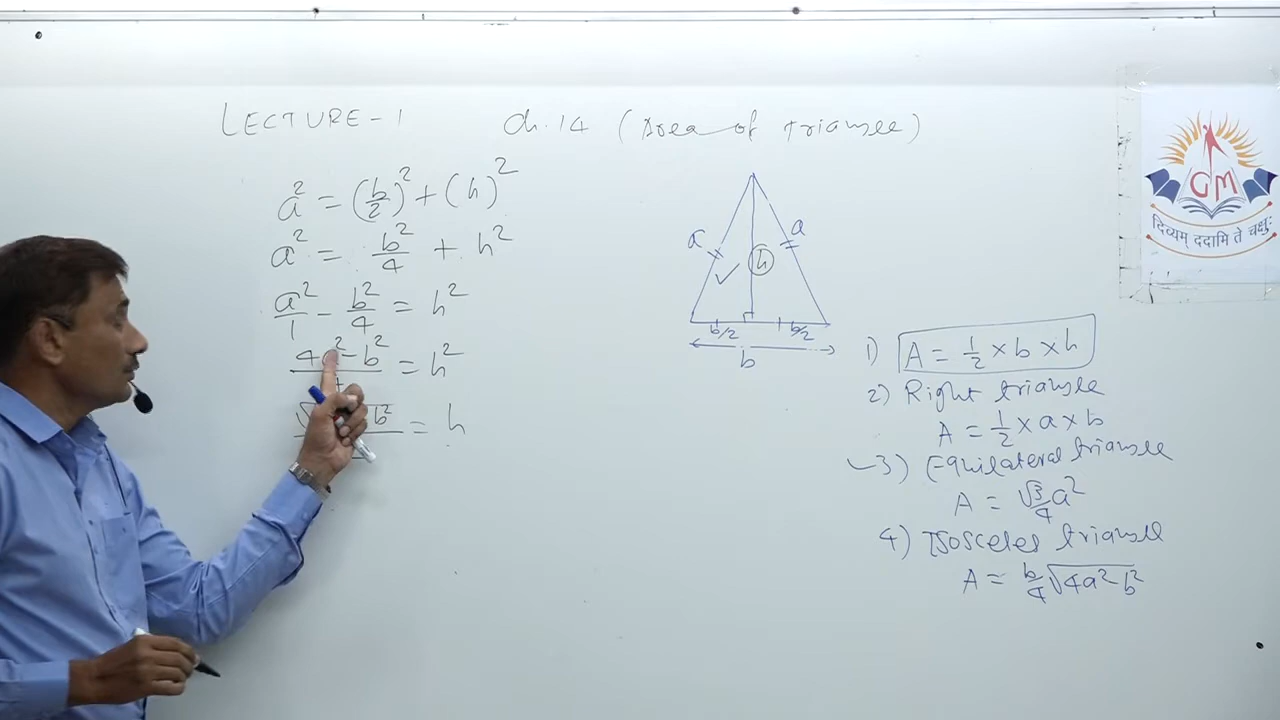 LECTURE-1 Ch.14 (Area of triangle)
a² = (b/2)² + (h)²
a² = b²/4 + h²
a²/1 - b²/4 = h²
4a² - b² = h²
b² = h
a a
h
b/2 b/2
b
1) A = 1/2 × b × h
2) Right triangle
A = 1/2 × a × b
3) Equilateral triangle
A = √3/4 a²
4) Isosceles triangle
A = b/4 √4a² - b²
GM
दिव्यम् ददामि ते चक्षुः